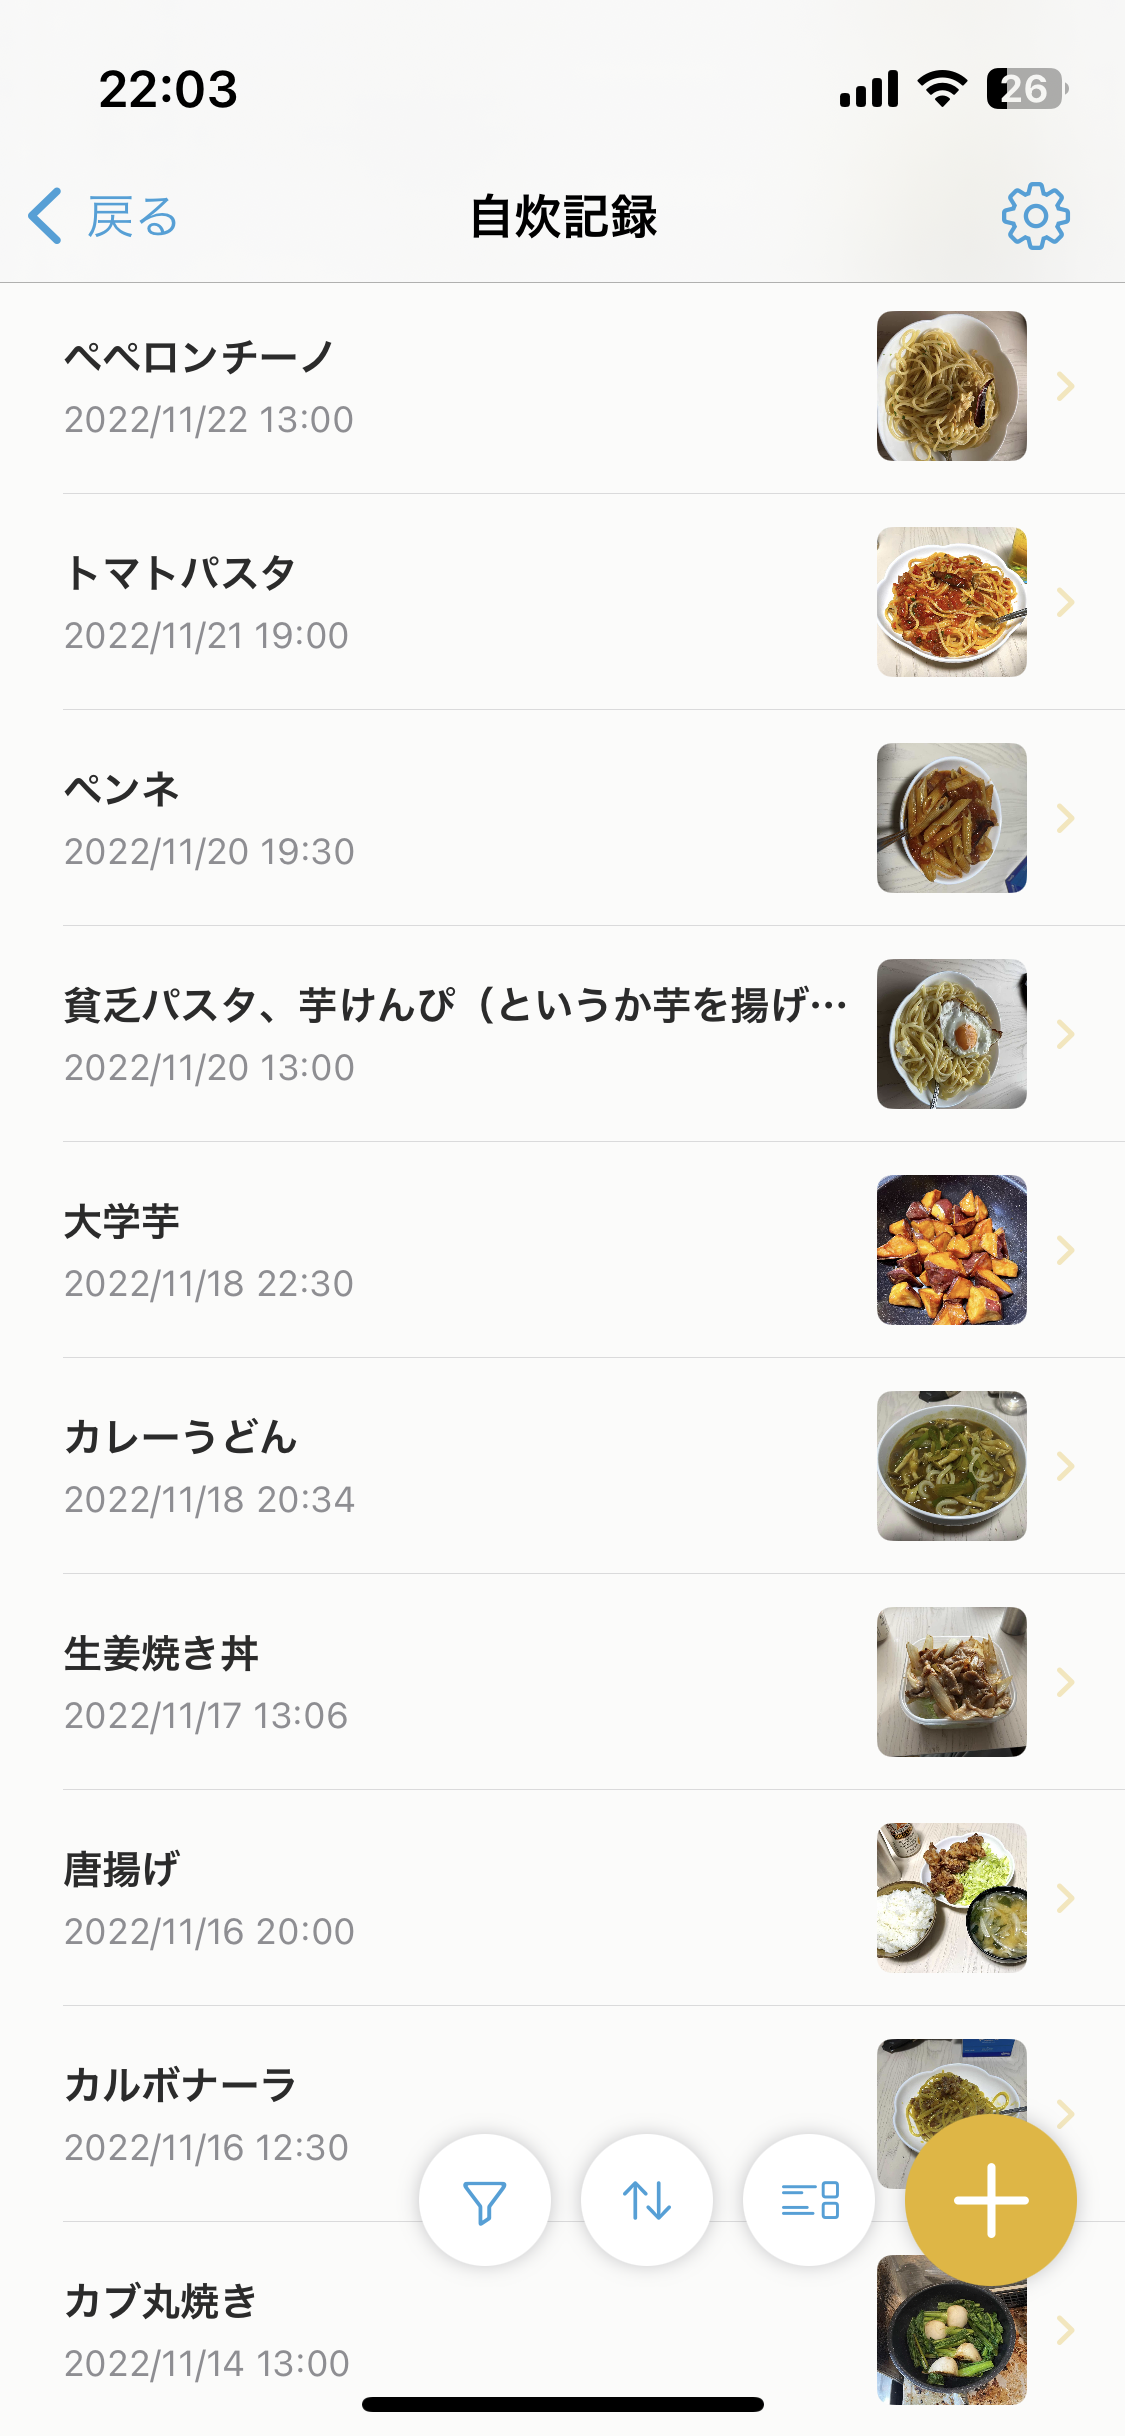 22:03
26
戻る
自炊記録
ペペロンチーノ
2022/11/22 13:00
トマトパスタ
2022/11/21 19:00
ペンネ
2022/11/20 19:30
貧乏パスタ、芋けんぴ（というか芋を揚げ…
2022/11/20 13:00
大学芋
2022/11/18 22:30
カレーうどん
2022/11/18 20:34
生姜焼き丼
2022/11/17 13:06
唐揚げ
2022/11/16 20:00
カルボナーラ
2022/11/16 12:30
カブ丸焼き
2022/11/14 13:00